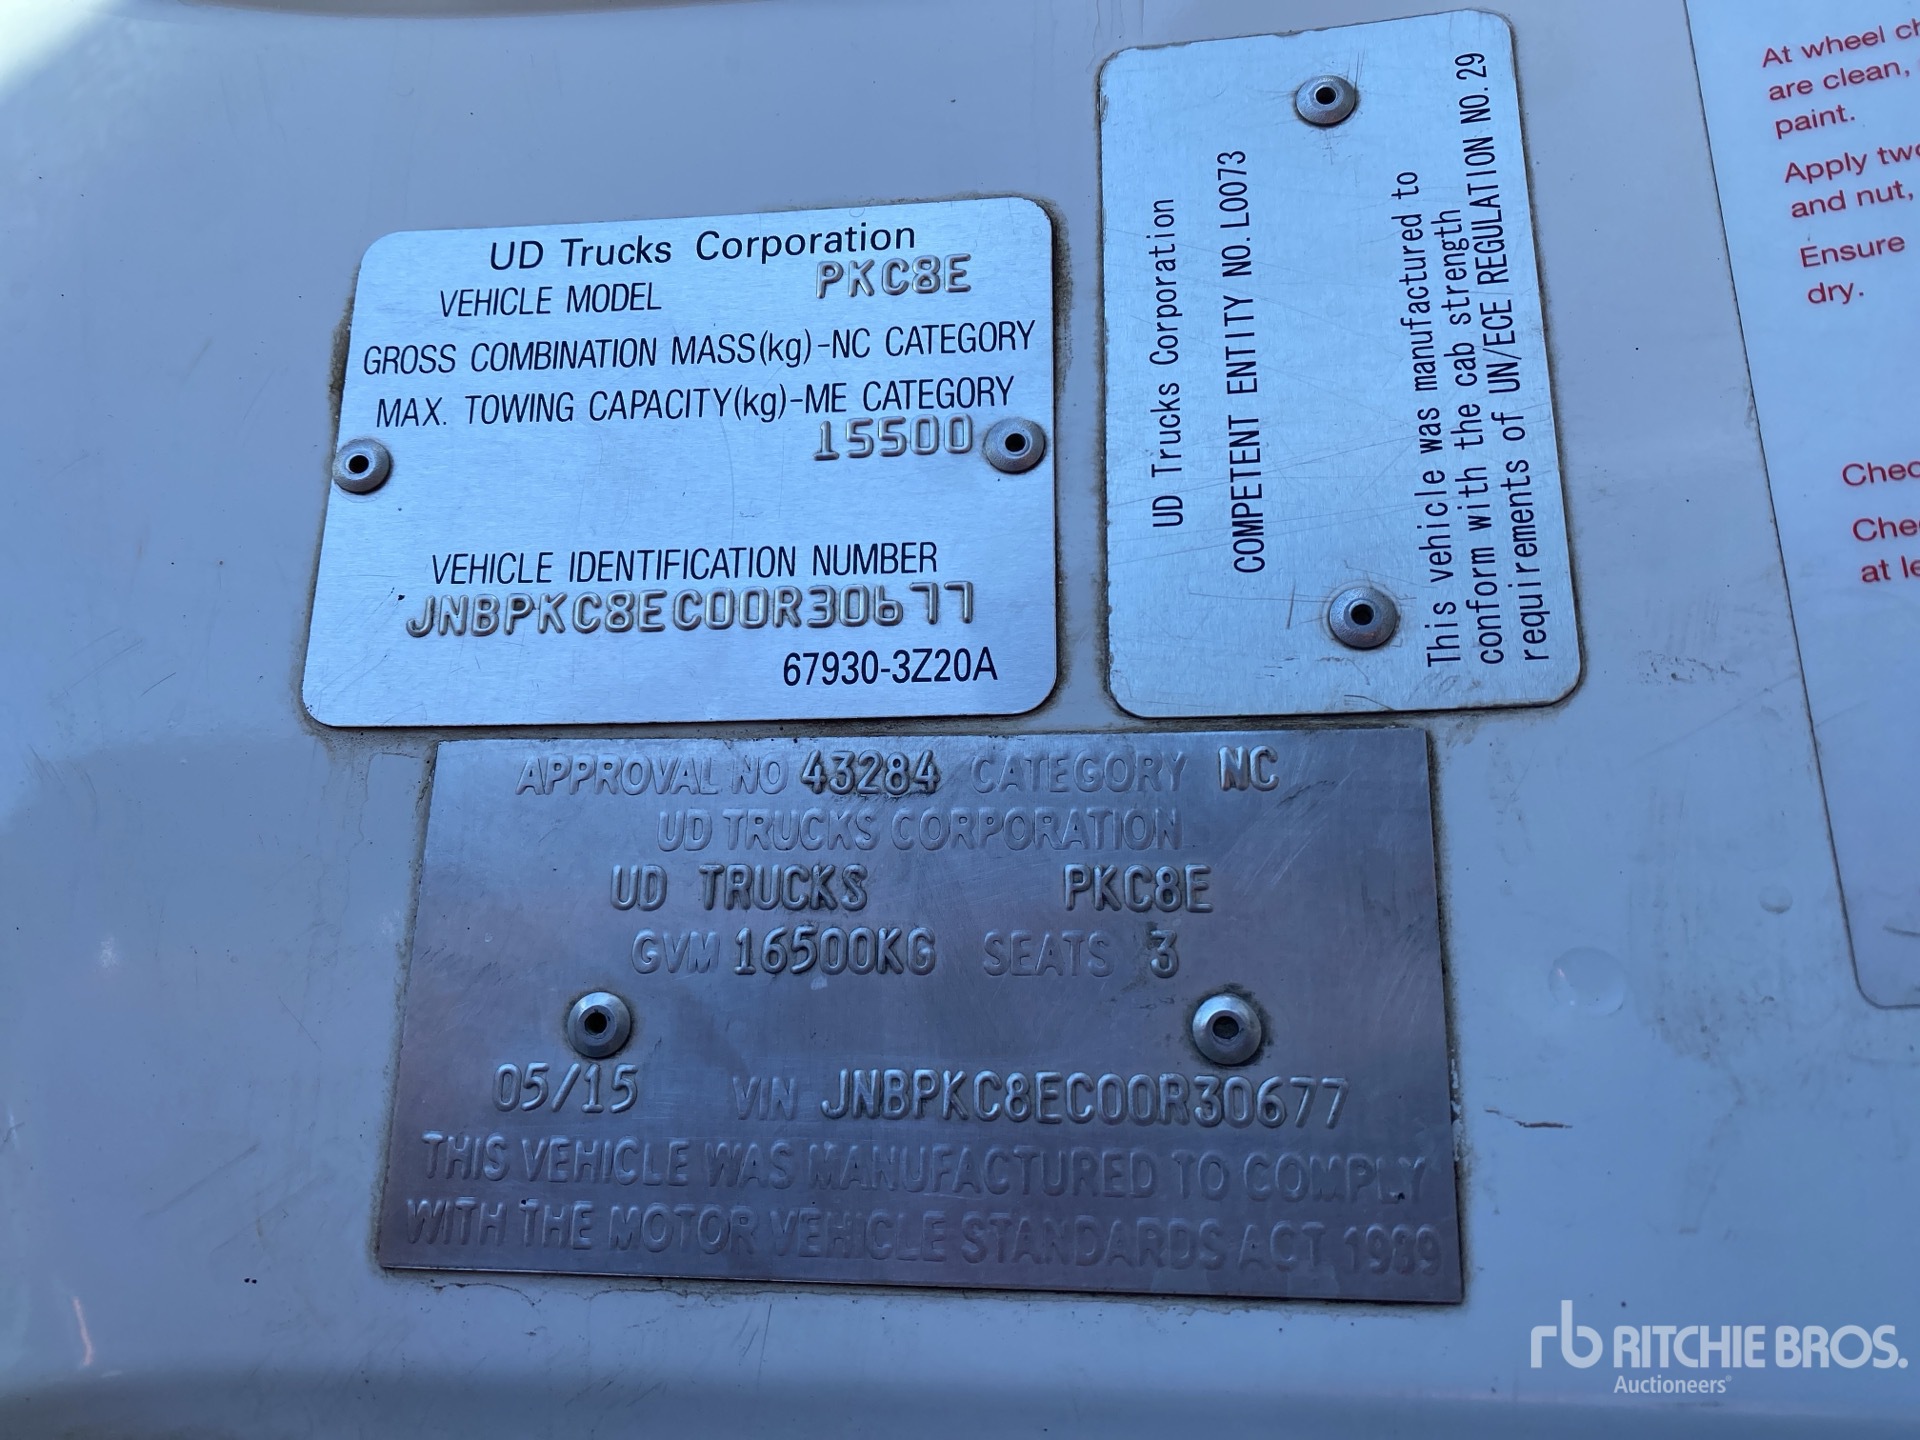 UD Trucks Corporation
VEHICLE MODEL PKC8E
GROSS COMBINATION MASS(kg)-NC CATEGORY
MAX. TOWING CAPACITY(kg)-ME CATEGORY
15500
VEHICLE IDENTIFICATION NUMBER
JNBPKC8EC00R30677
67930-3Z20A
UD Trucks Corporation
COMPETENT ENTITY NO. L0073
This vehicle was manufactured to
conform with the cab strength
requirements of UN/ECE REGULATION NO. 29
APPROVAL NO 43284 CATEGORY NC
UD TRUCKS CORPORATION
UD TRUCKS PKC8E
GVM 16500KG SEATS 3
05/15 VIN JNBPKC8EC00R30677
THIS VEHICLE WAS MANUFACTURED TO COMPLY
WITH THE MOTOR VEHICLE STANDARDS ACT 1989
At wheel
are clean,
paint.
Apply
and nut,
Ensure
dry.
at
rb RITCHIE BROS.
Auctioneers